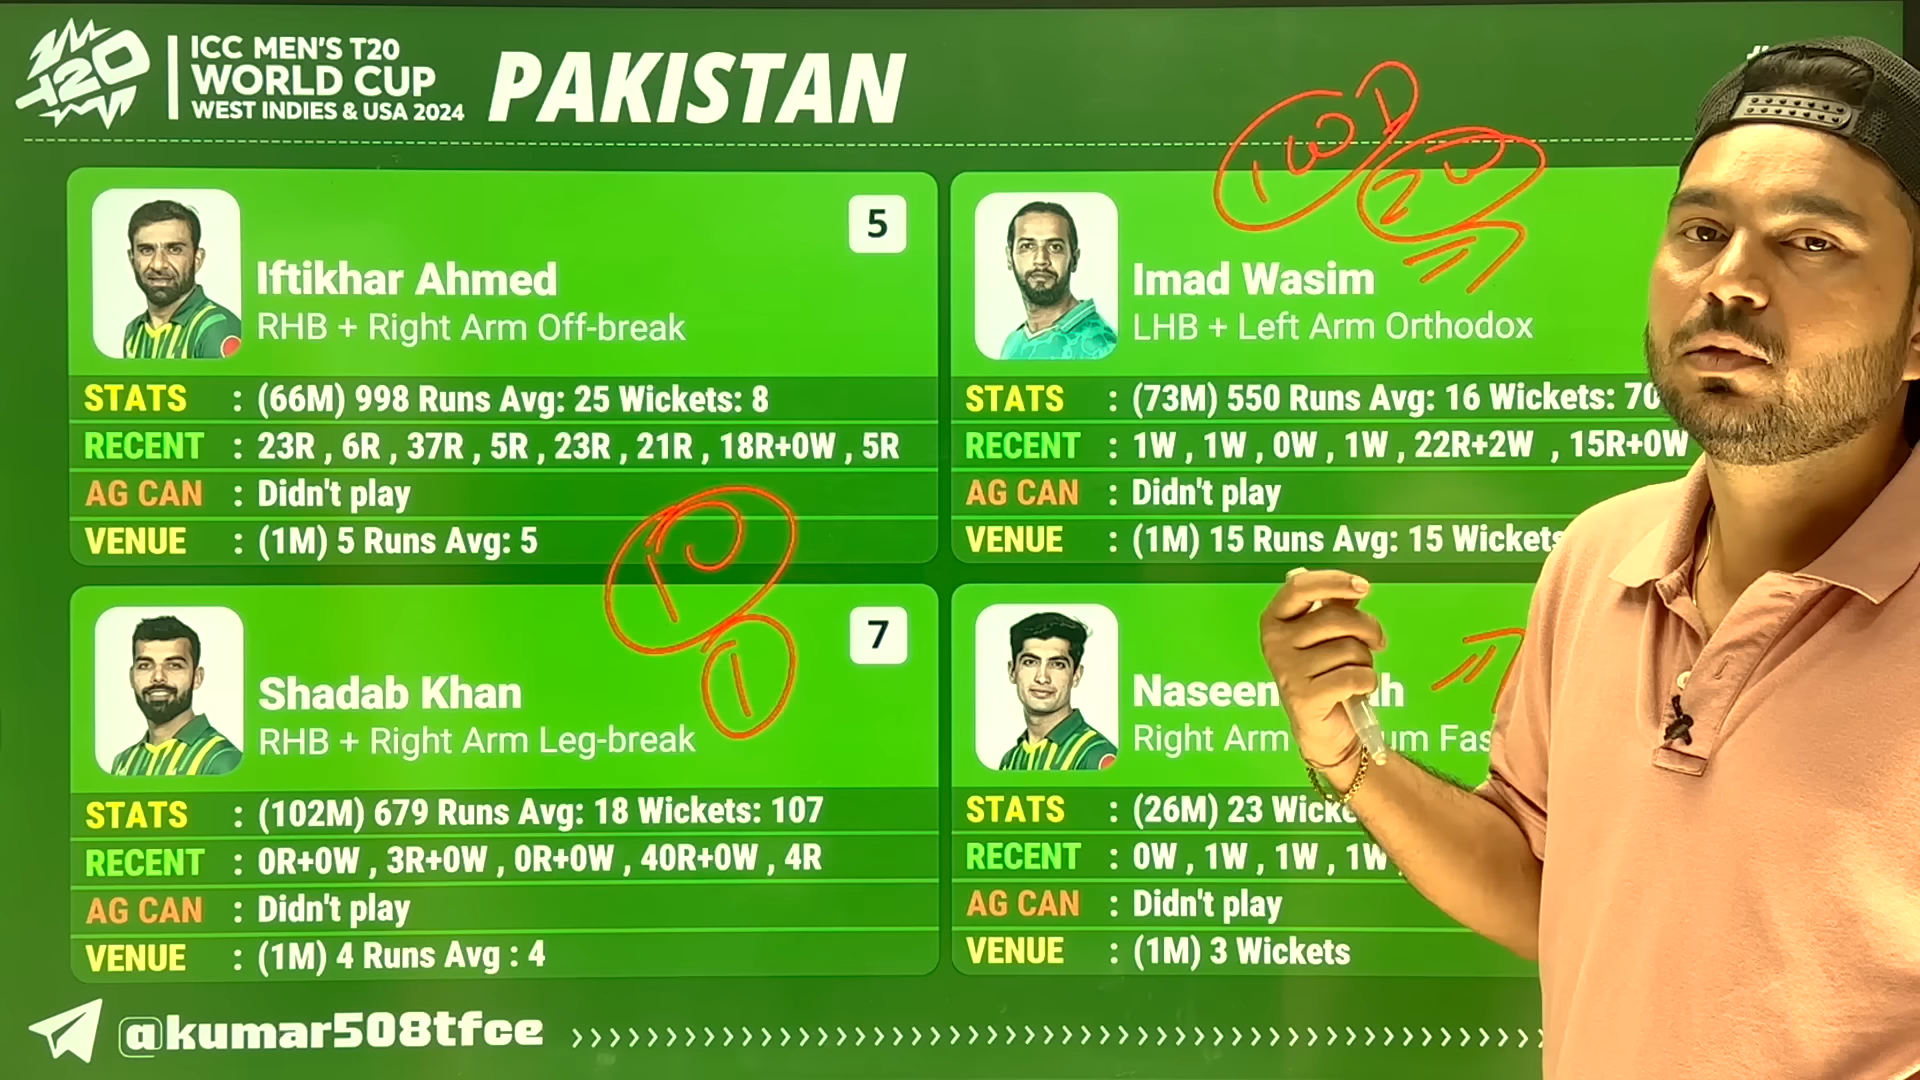 T20
ICC MEN'S T20
WORLD CUP
WEST INDIES & USA 2024
PAKISTAN
#
1W
2W
5
Iftikhar Ahmed
RHB + Right Arm Off-break
STATS : (66M) 998 Runs Avg: 25 Wickets: 8
RECENT : 23R , 6R , 37R , 5R , 23R , 21R , 18R+0W , 5R
AG CAN : Didn't play
VENUE : (1M) 5 Runs Avg: 5
Imad Wasim
LHB + Left Arm Orthodox
STATS : (73M) 550 Runs Avg: 16 Wickets: 70
RECENT : 1W , 1W , 0W , 1W , 22R+2W , 15R+0W
AG CAN : Didn't play
VENUE : (1M) 15 Runs Avg: 15 Wickets
7
Shadab Khan
RHB + Right Arm Leg-break
STATS : (102M) 679 Runs Avg: 18 Wickets: 107
RECENT : 0R+0W , 3R+0W , 0R+0W , 40R+0W , 4R
AG CAN : Didn't play
VENUE : (1M) 4 Runs Avg : 4
Right Arm
STATS : (26M) 23
RECENT : 0W , 1W , 1W , 1W
AG CAN : Didn't play
VENUE : (1M) 3 Wickets
@kumar508tfce